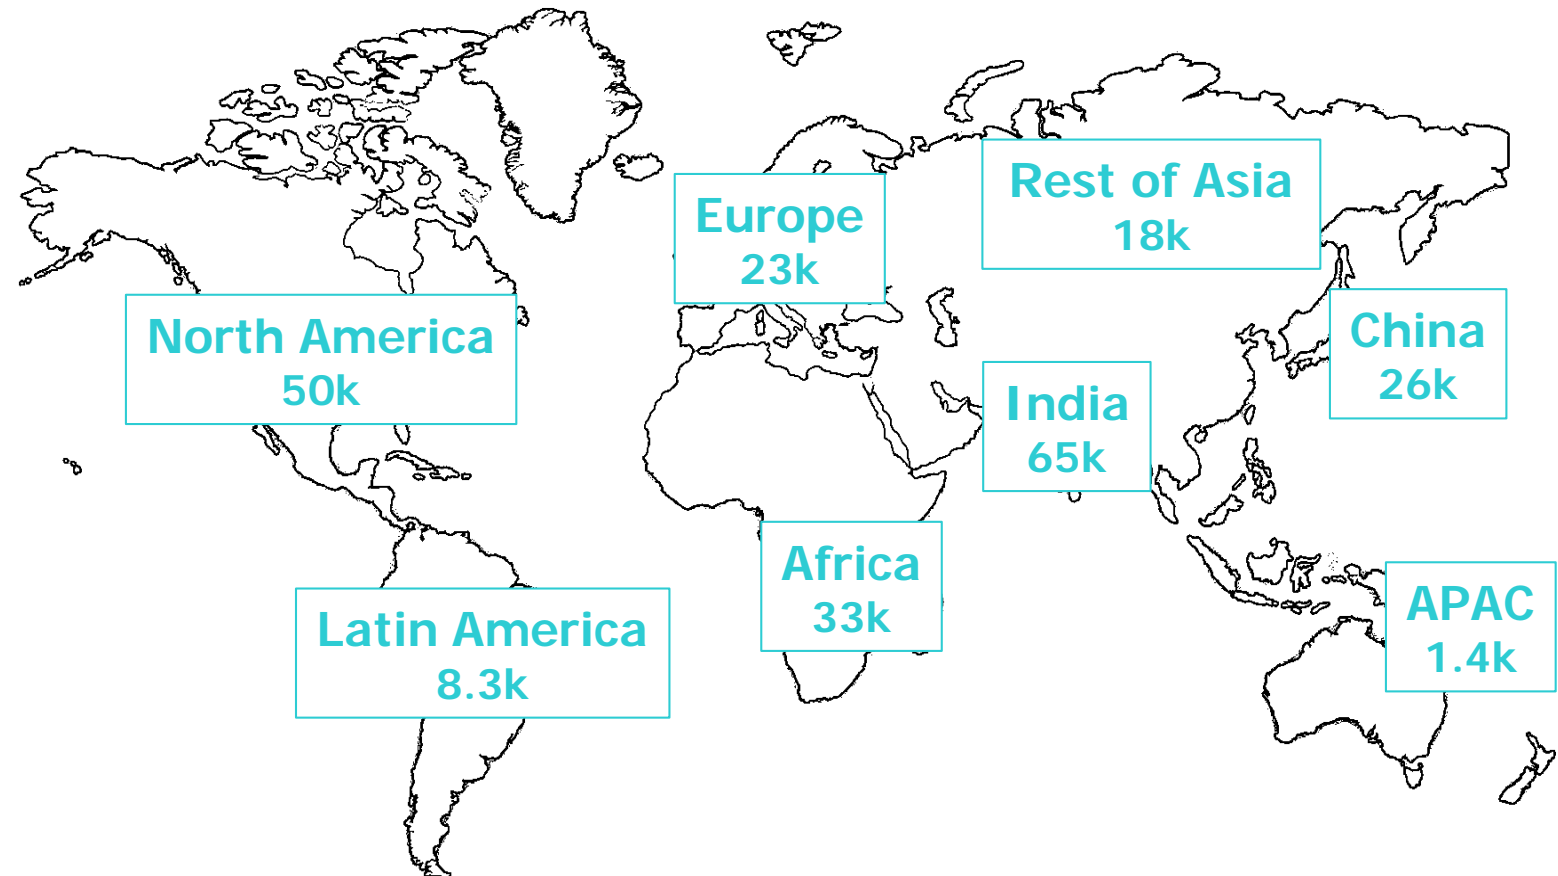 Rest of Asia
18k
Europe
23k
North America
50k
China
26k
India
65k
Africa
33k
APAC
1.4k
Latin America
8.3k